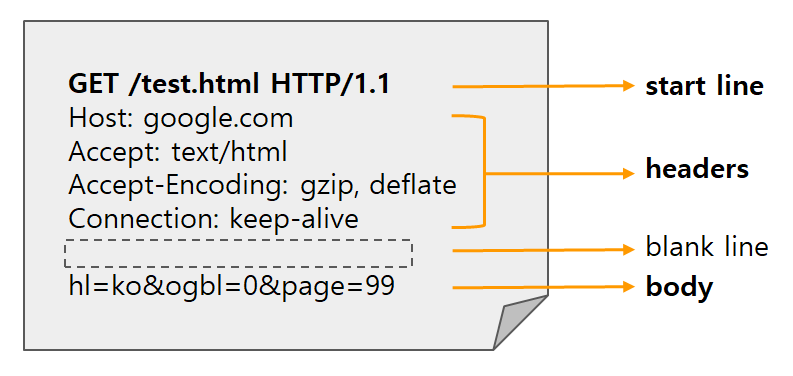 GET /test.html HTTP/1.1
start line
Host: google.com
Accept: text/html
Accept-Encoding: gzip, deflate
Connection: keep-alive
headers
blank line
hl=ko&ogbl=0&page=99
body